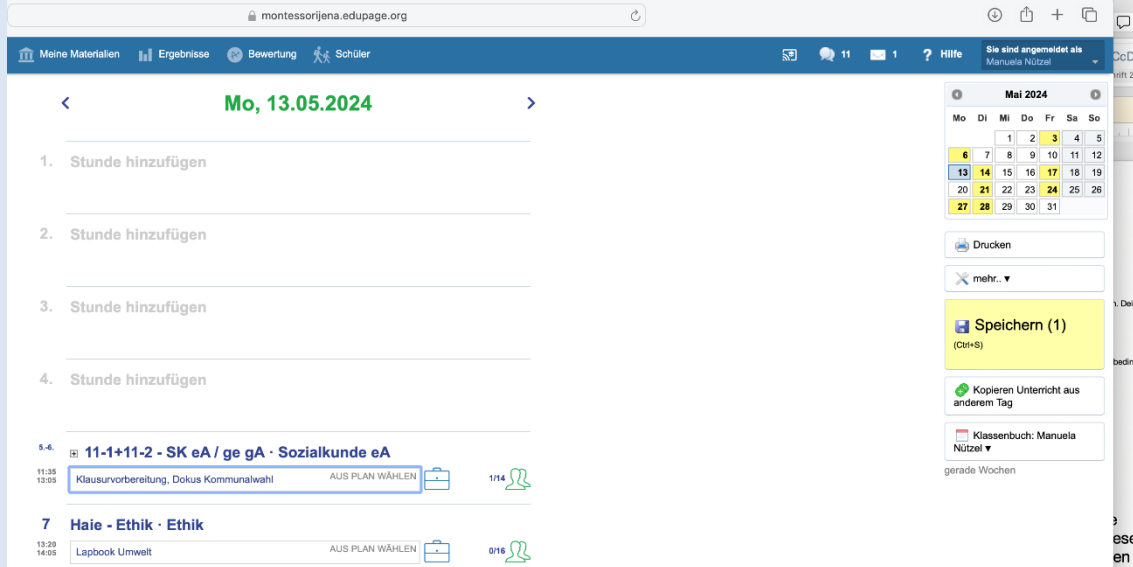 montessorijena.edupage.org
Meine Materialien Ergebnisse Bewertung Schüler 11 1 ? Hilfe Sie sind angemeldet als
Manuela Nützel
Mo, 13.05.2024
1. Stunde hinzufügen
2. Stunde hinzufügen
3. Stunde hinzufügen
4. Stunde hinzufügen
5.-6. 11-1+11-2 - SK eA / ge gA · Sozialkunde eA
11:35
13:05
Klausurvorbereitung, Dokus Kommunalwahl AUS PLAN WÄHLEN 1/14
7 Haie - Ethik · Ethik
13:20
14:05
Lapbook Umwelt AUS PLAN WÄHLEN 0/16
Mai 2024
Mo Di Mi Do Fr Sa So
1 2 3 4 5
6 7 8 9 10 11 12
13 14 15 16 17 18 19
20 21 22 23 24 25 26
27 28 29 30 31
Drucken
mehr.. ▾
Speichern (1)
(Ctrl+S)
Kopieren Unterricht aus
anderem Tag
Klassenbuch: Manuela
Nützel ▾
gerade Wochen